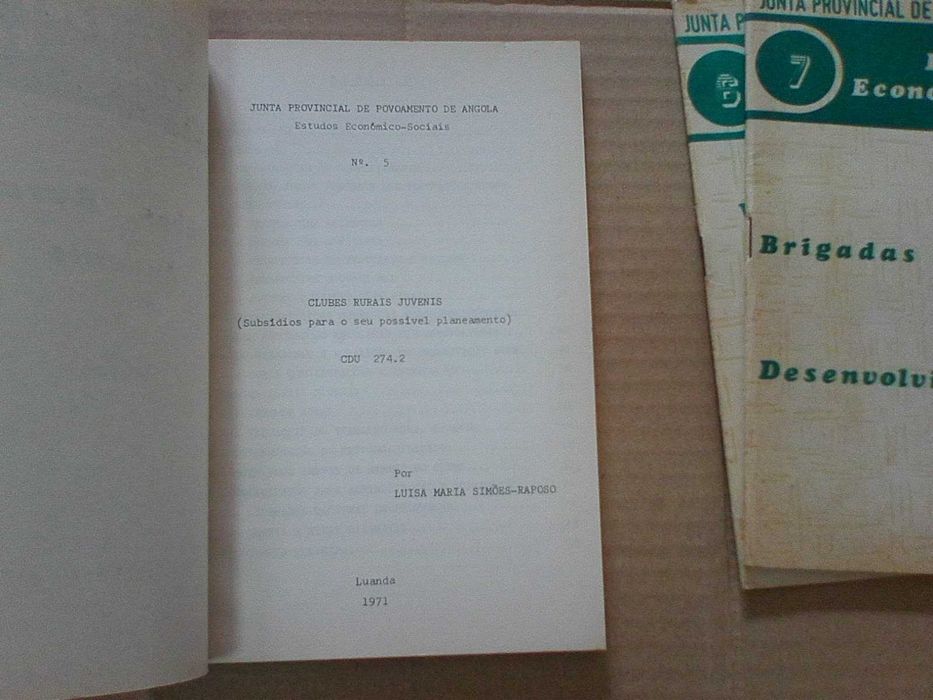 JUNTA PROVINCIAL DE POVOAMENTO DE ANGOLA
Estudos Económico-Sociais
Nº. 5
CLUBES RURAIS JUVENIS
(Subsídios para o seu possível planeamento)
CDU 274.2
Por
LUISA MARIA SIMÕES-RAPOSO
Luanda
1971
JUNTA P
6
JUNTA PROVINCIAL DE
7
Econo
Brigadas
Desenvolvi